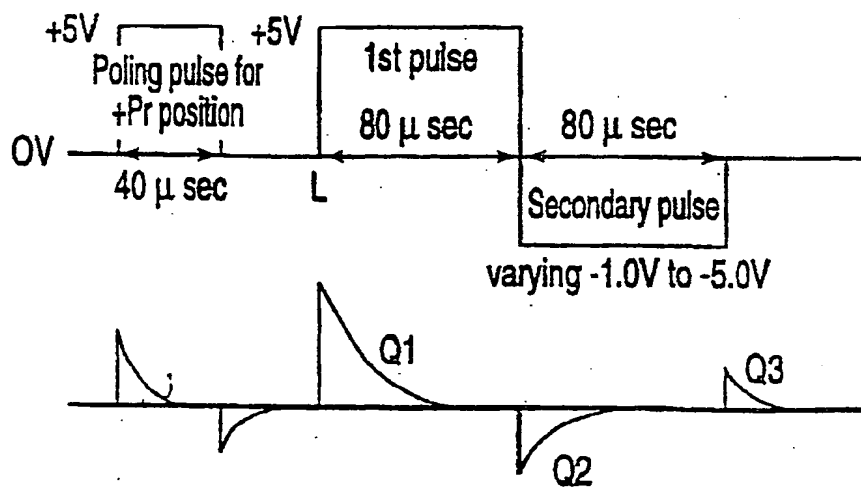 +5V
+5V
Poling pulse for
+Pr position
1st pulse
80 μ sec
80 μ sec
OV
40 μ sec
L
Secondary pulse
varying -1.0V to -5.0V
Q1
Q3
Q2